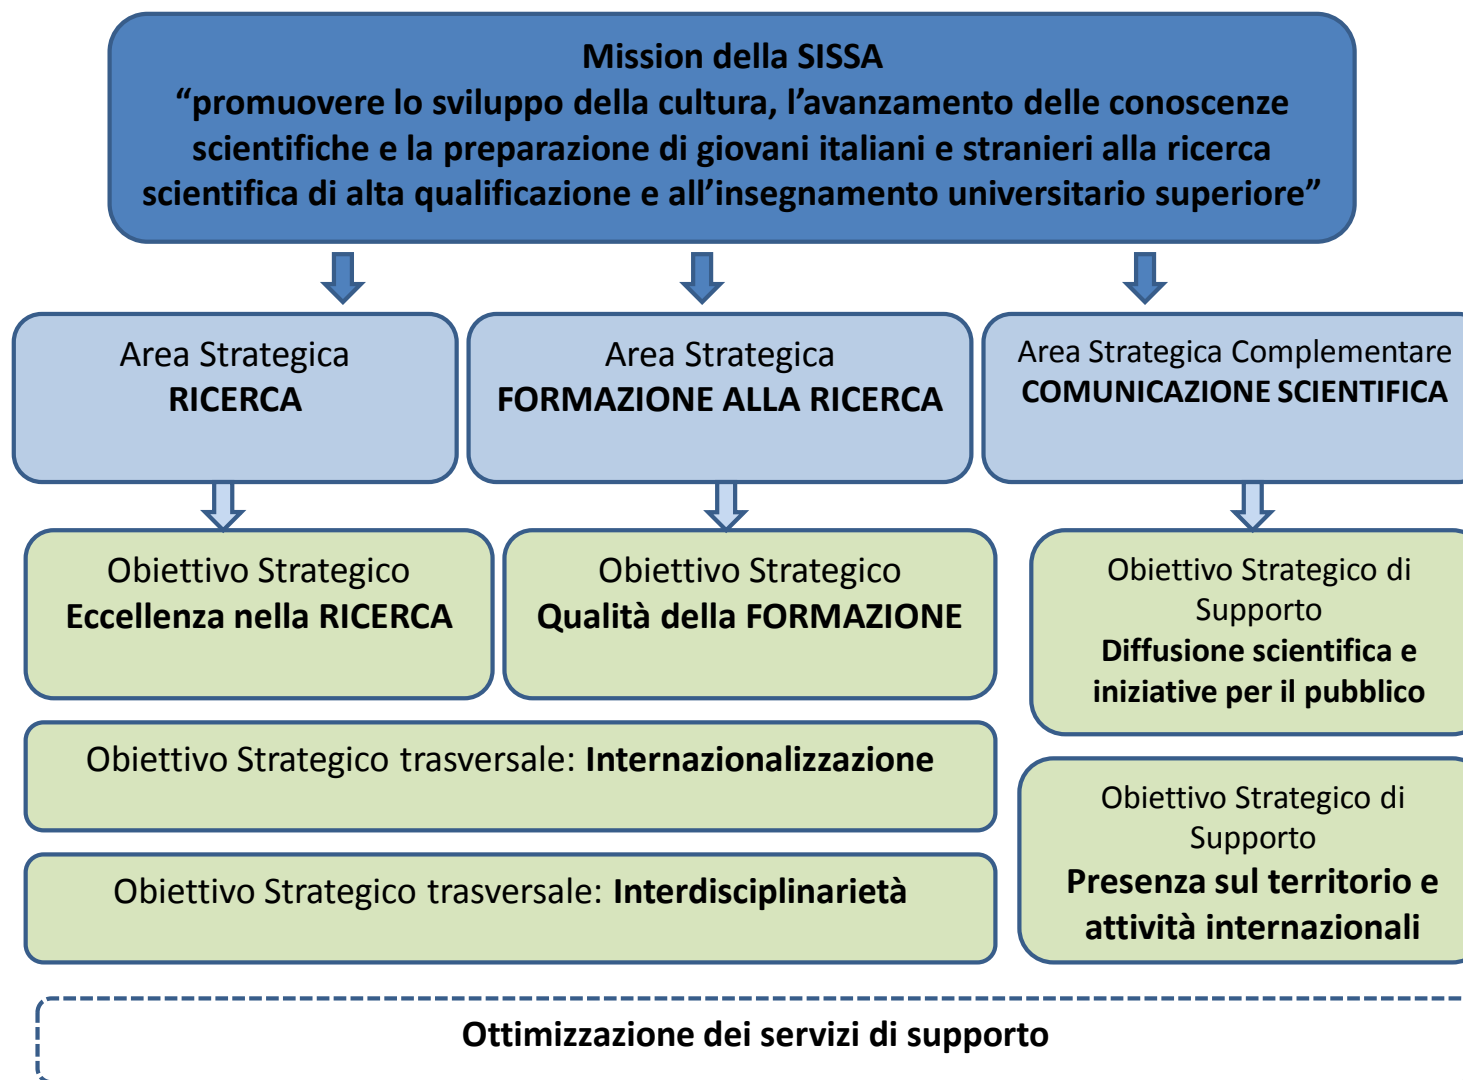 Mission della SISSA
“promuovere lo sviluppo della cultura, l’avanzamento delle conoscenze
scientifiche e la preparazione di giovani italiani e stranieri alla ricerca
scientifica di alta qualificazione e all’insegnamento universitario superiore”
Area Strategica
RICERCA
Area Strategica
FORMAZIONE ALLA RICERCA
Area Strategica Complementare
COMUNICAZIONE SCIENTIFICA
Obiettivo Strategico
Eccellenza nella RICERCA
Obiettivo Strategico
Qualità della FORMAZIONE
Obiettivo Strategico di
Supporto
Diffusione scientifica e
iniziative per il pubblico
Obiettivo Strategico trasversale: Internazionalizzazione
Obiettivo Strategico trasversale: Interdisciplinarietà
Obiettivo Strategico di
Supporto
Presenza sul territorio e
attività internazionali
Ottimizzazione dei servizi di supporto